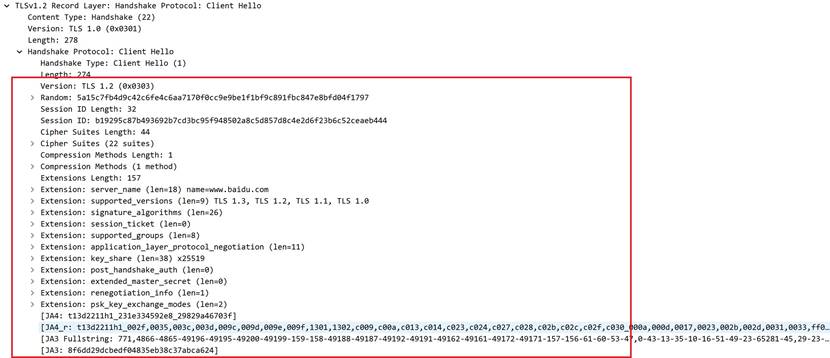 TLSv1.2 Record Layer: Handshake Protocol: Client Hello
Content Type: Handshake (22)
Version: TLS 1.0 (0x0301)
Length: 278
Handshake Protocol: Client Hello
Handshake Type: Client Hello (1)
Length: 274
Version: TLS 1.2 (0x0303)
Random: 5a15c7fb4d9c42c6fe4c6aa7170f0cc9e9be1f1bf9c891fbc847e8bfd04f1797
Session ID Length: 32
Session ID: b19295c87b493692b7cd3bc95f948502a8c5d857d8c4e2d6f23b6c52ceaeb444
Cipher Suites Length: 44
Cipher Suites (22 suites)
Compression Methods Length: 1
Compression Methods (1 method)
Extensions Length: 157
Extension: server_name (len=18) name=www.baidu.com
Extension: supported_versions (len=9) TLS 1.3, TLS 1.2, TLS 1.1, TLS 1.0
Extension: signature_algorithms (len=26)
Extension: session_ticket (len=0)
Extension: supported_groups (len=8)
Extension: application_layer_protocol_negotiation (len=11)
Extension: key_share (len=38) x25519
Extension: post_handshake_auth (len=0)
Extension: extended_master_secret (len=0)
Extension: renegotiation_info (len=1)
Extension: psk_key_exchange_modes (len=2)
[JA4: t13d2211h1_231e334592e8_29829a46703f]
[JA4_r: t13d2211h1_002f,0035,003c,003d,009c,009d,009e,009f,1301,1302,c009,c00a,c013,c014,c023,c024,c027,c028,c02b,c02c,c02f,c030_000a,000d,0017,0023,002b,002d,0031,0033,ff0…
[JA3 Fullstring: 771,4866-4865-49196-49195-49200-49199-159-158-49188-49187-49192-49191-49162-49161-49172-49171-157-156-61-60-53-47,0-43-13-35-10-16-51-49-23-65281-45,29-23-…
[JA3: 8f6dd29dcbedf04835eb38c37abca624]